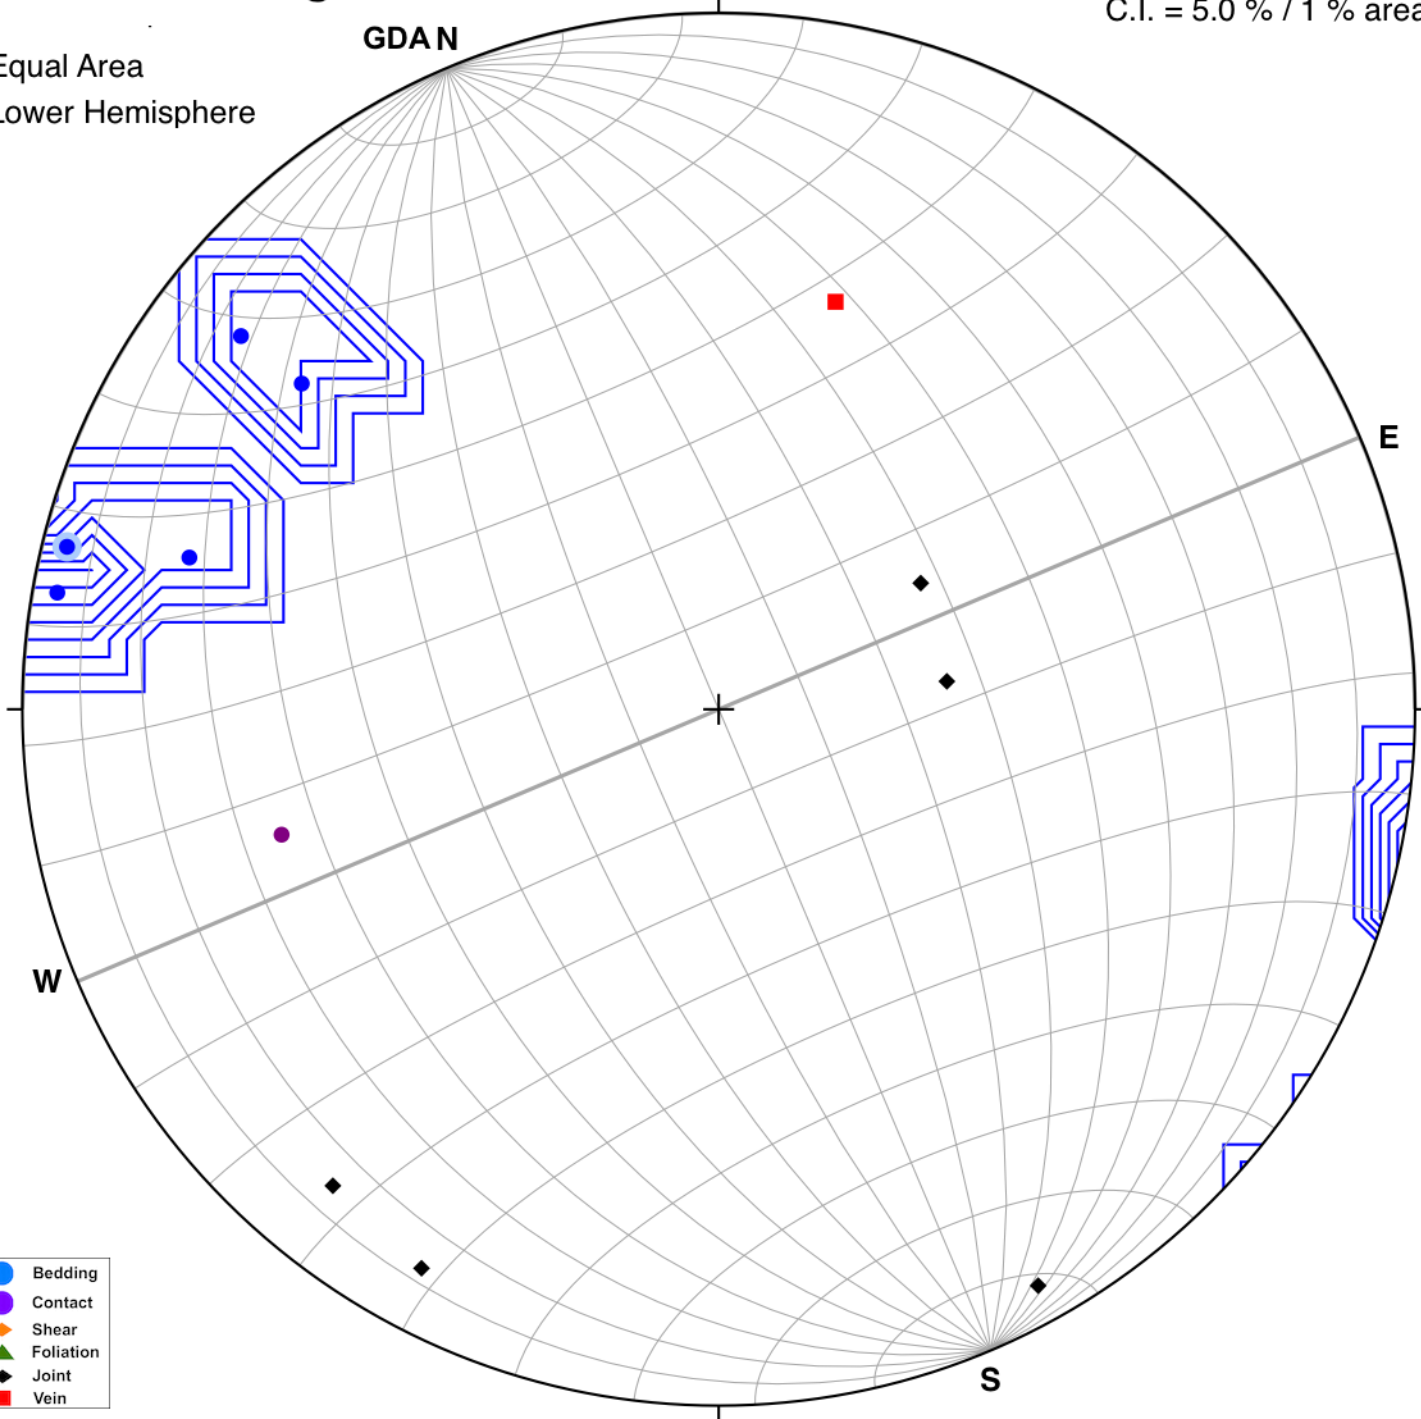 C.I. = 5.0 % / 1 % area
GDA N
Equal Area
Lower Hemisphere
E
W
S
Bedding
Contact
Shear
Foliation
Joint
Vein